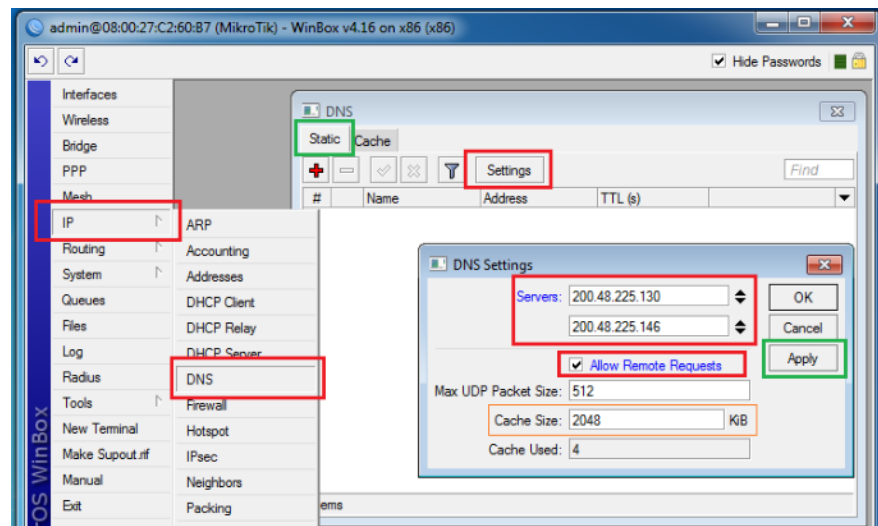 admin@08:00:27:C2:60:B7 (MikroTik) - WinBox v4.16 on x86 (x86)
Hide Passwords
Interfaces
Wireless
Bridge
PPP
Mesh
IP
Routing
System
Queues
Files
Log
Radius
Tools
New Terminal
Make Supout.rif
Manual
Exit
OS WinBox
ARP
Accounting
Addresses
DHCP Client
DHCP Relay
DHCP Server
DNS
Firewall
Hotspot
IPsec
Neighbors
Packing
DNS
Static Cache
Settings Find
# Name Address TTL (s)
DNS Settings
Servers: 200.48.225.130 OK
200.48.225.146 Cancel
Allow Remote Requests Apply
Max UDP Packet Size: 512
Cache Size: 2048 KiB
Cache Used: 4
ems